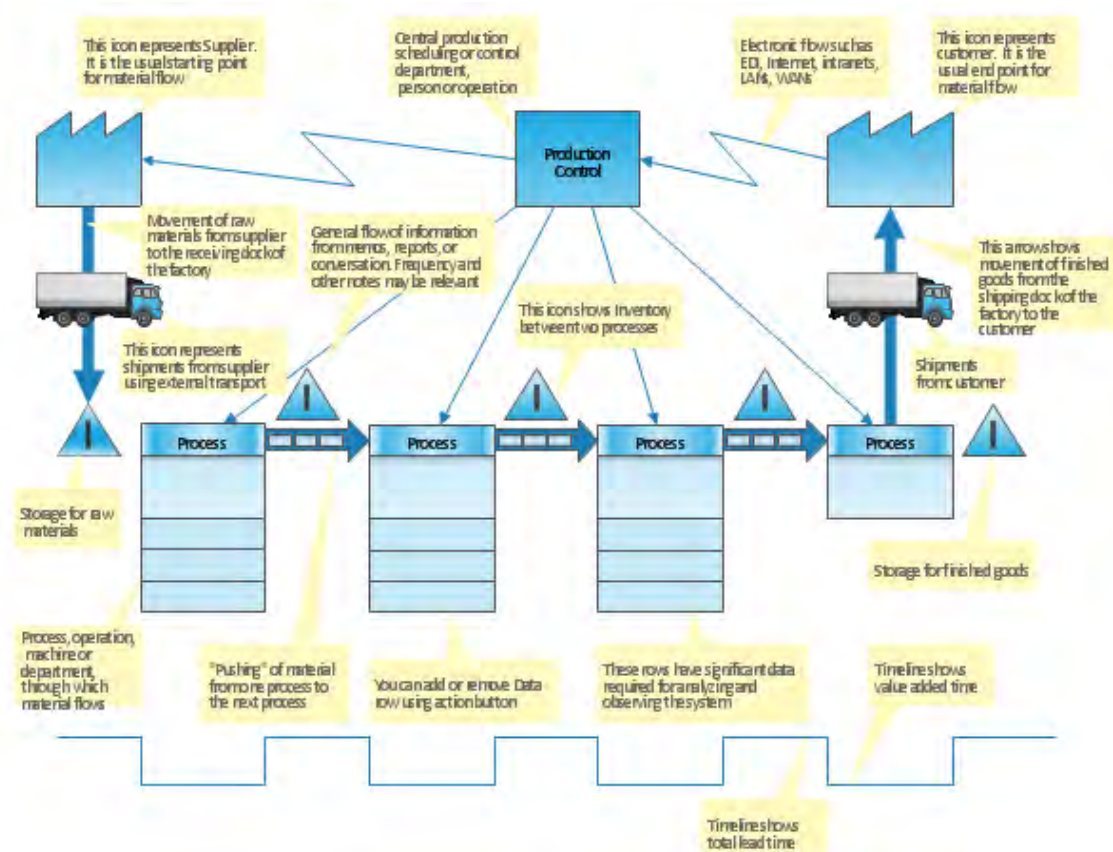 This icon represents Supplier.
It is the usual starting point
for material flow
Central production
scheduling or control
department,
person or operation
Electronic flow such as
EDI, Internet, intranets,
LANs, WANs
This icon represents
customer. It is the
usual end point for
material flow
Production
Control
Movement of raw
materials from supplier
to the receiving dock of
the factory
General flow of information
from memos, reports, or
conversation. Frequency and
other notes may be relevant
This arrow shows
movement of finished
goods from the
shipping dock of the
factory to the
customer
This icon shows Inventory
between two processes
This icon represents
shipments from supplier
using external transport
Shipments
from customer
I
I
I
I
I
Process
Process
Process
Process
Storage for raw
materials
Storage for finished goods
Process, operation,
machine or
department,
through which
material flows
"Pushing" of material
from one process to
the next process
You can add or remove Data
row using action button
These rows have significant data
required for analyzing and
observing the system
Timeline shows
value added time
Timeline shows
total lead time